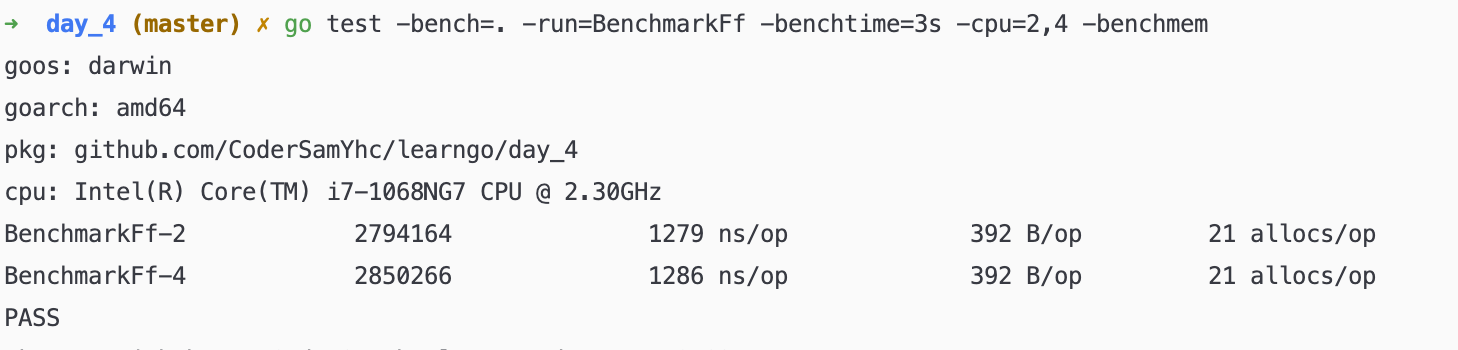 ➜ day_4 (master) ✗ go test -bench=. -run=BenchmarkFf -benchtime=3s -cpu=2,4 -benchmem
goos: darwin
goarch: amd64
pkg: github.com/CoderSamYhc/learngo/day_4
cpu: Intel(R) Core(TM) i7-1068NG7 CPU @ 2.30GHz
BenchmarkFf-2 2794164 1279 ns/op 392 B/op 21 allocs/op
BenchmarkFf-4 2850266 1286 ns/op 392 B/op 21 allocs/op
PASS